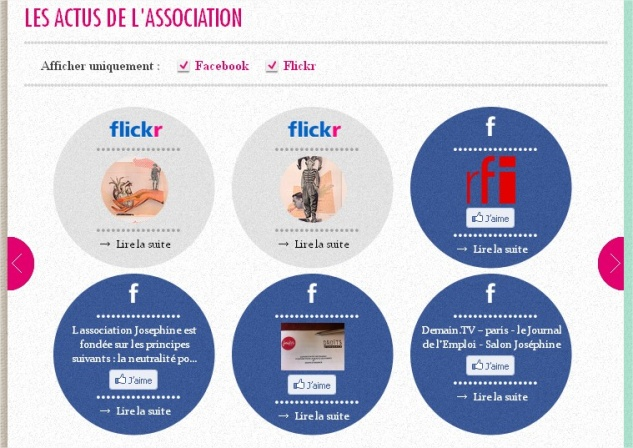 LES ACTUS DE L'ASSOCIATION
Afficher uniquement : Facebook Flickr
flickr
→ Lire la suite
flickr
→ Lire la suite
f
rfi
J'aime
→ Lire la suite
f
L'association Josephine est
fondée sur les principes
suivants : la neutralité po...
J'aime
→ Lire la suite
f
J'aime
→ Lire la suite
f
Demain.TV – paris - le Journal
de l'Emploi - Salon Joséphine
J'aime
→ Lire la suite